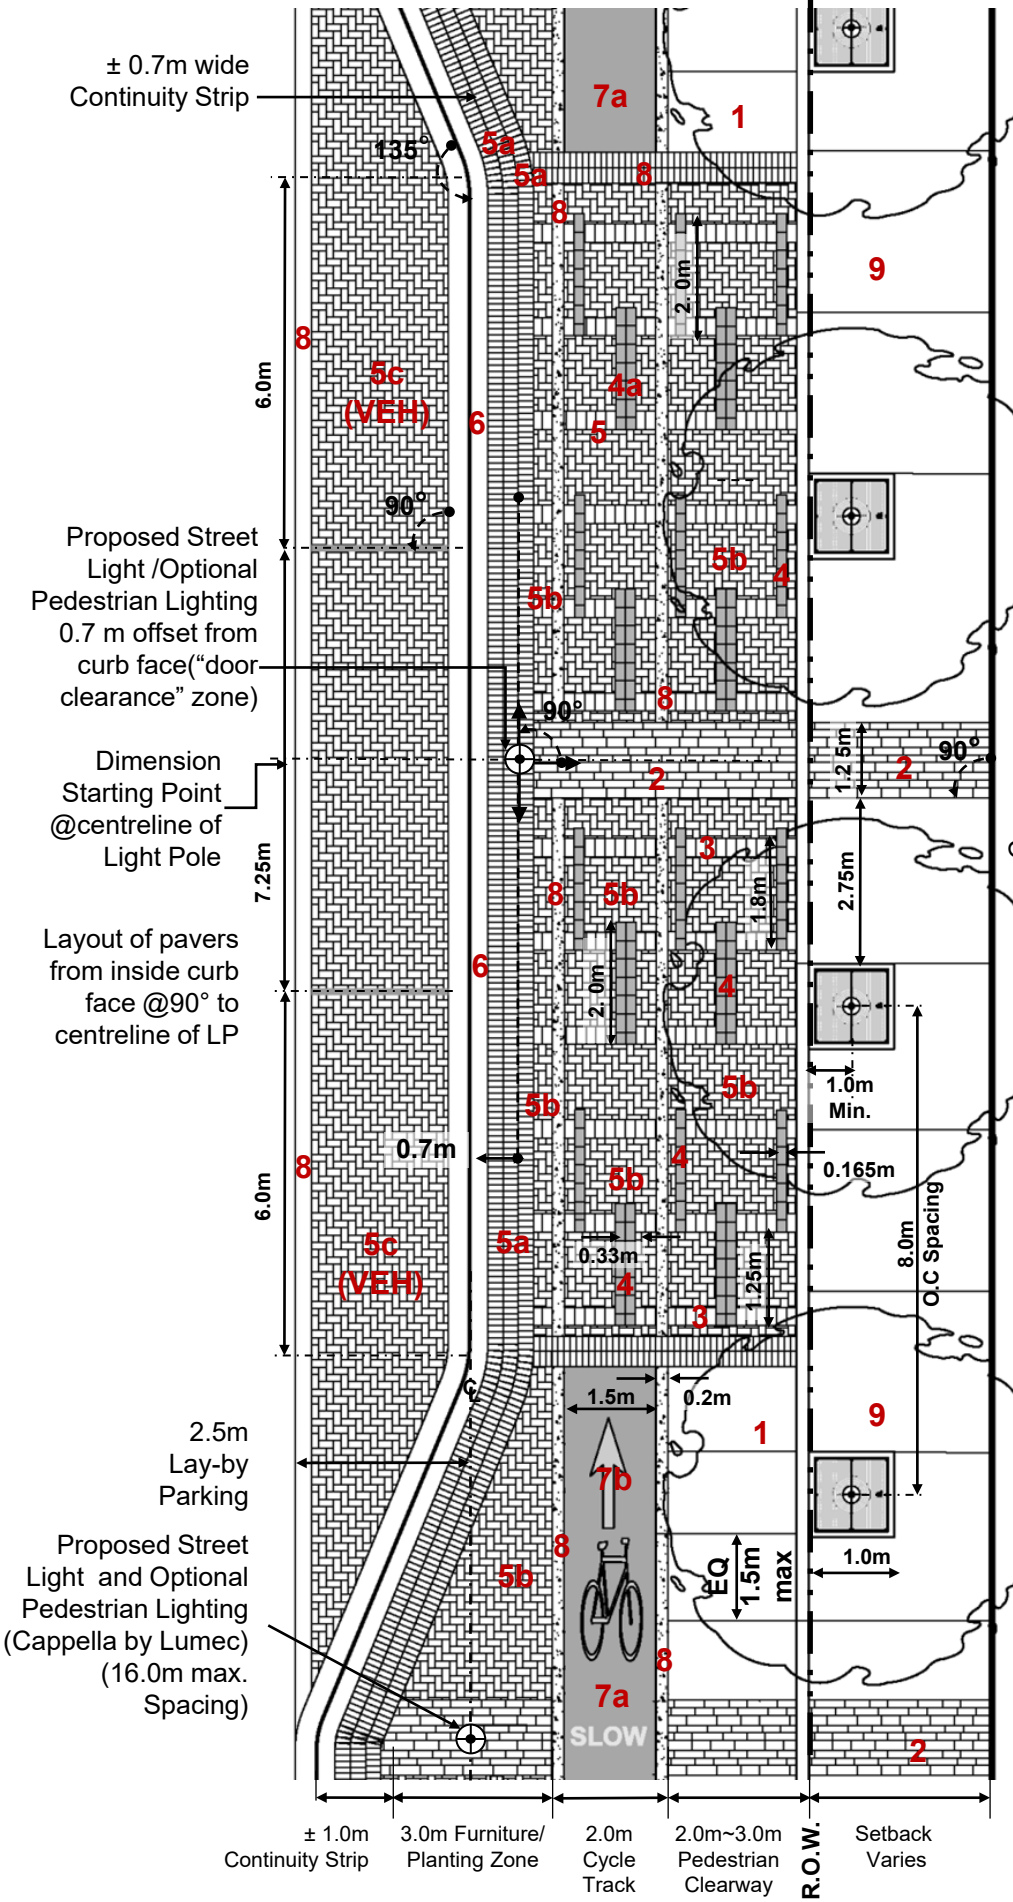 ± 0.7m wide
Continuity Strip
7a
1
135°
5a
5a
8
8
2.0m
9
8
6.0m
5c
(VEH)
6
4a
5
90°
Proposed Street
Light /Optional
Pedestrian Lighting
0.7 m offset from
curb face(“door
clearance” zone)
5b
4
5b
8
90°
Dimension
Starting Point
@centreline of
Light Pole
2
1.25m
2
90°
7.25m
3
8
5b
1.8m
2.75m
Layout of pavers
from inside curb
face @90° to
centreline of LP
6
2.0m
4
1.0m
Min.
5b
5b
0.7m
8
4
5b
0.165m
6.0m
8.0m
O.C Spacing
5c
(VEH)
5a
0.33m
4
1.25m
3
℄
1.5m
0.2m
1
9
2.5m
Lay-by
Parking
7b
8
EQ
1.5m
max
1.0m
Proposed Street
Light and Optional
Pedestrian Lighting
(Cappella by Lumec)
(16.0m max.
Spacing)
5b
8
7a
SLOW
2
± 1.0m
Continuity Strip
3.0m Furniture/
Planting Zone
2.0m
Cycle
Track
2.0m~3.0m
Pedestrian
Clearway
R.O.W.
Setback
Varies